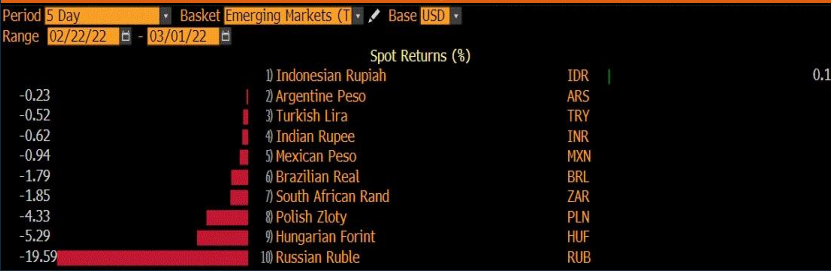 Period 5 Day Basket Emerging Markets (T Base USD
Range 02/22/22 - 03/01/22
Spot Returns (%)
1) Indonesian Rupiah IDR 0.1
-0.23 2) Argentine Peso ARS
-0.52 3) Turkish Lira TRY
-0.62 4) Indian Rupee INR
-0.94 5) Mexican Peso MXN
-1.79 6) Brazilian Real BRL
-1.85 7) South African Rand ZAR
-4.33 8) Polish Zloty PLN
-5.29 9) Hungarian Forint HUF
-19.59 10) Russian Ruble RUB